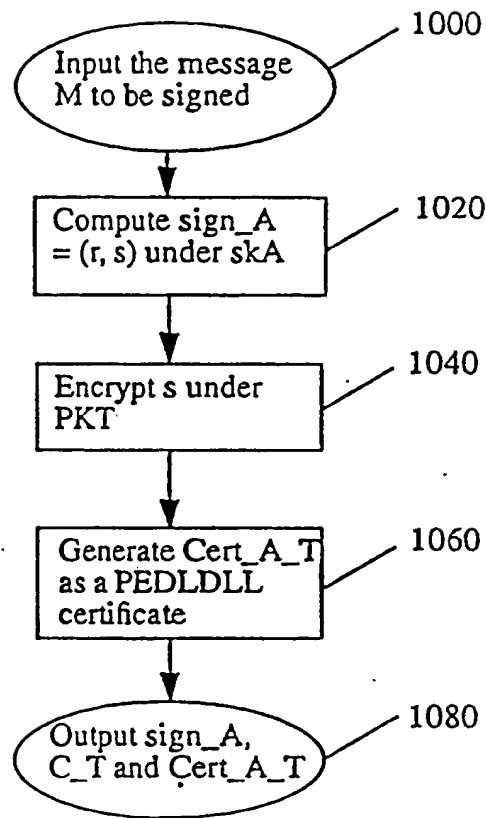 1000
Input the message
M to be signed
1020
Compute sign_A
= (r, s) under skA
1040
Encrypt s under
PKT
1060
Generate Cert_A_T
as a PEDLDLL
certificate
1080
Output sign_A,
C_T and Cert_A_T